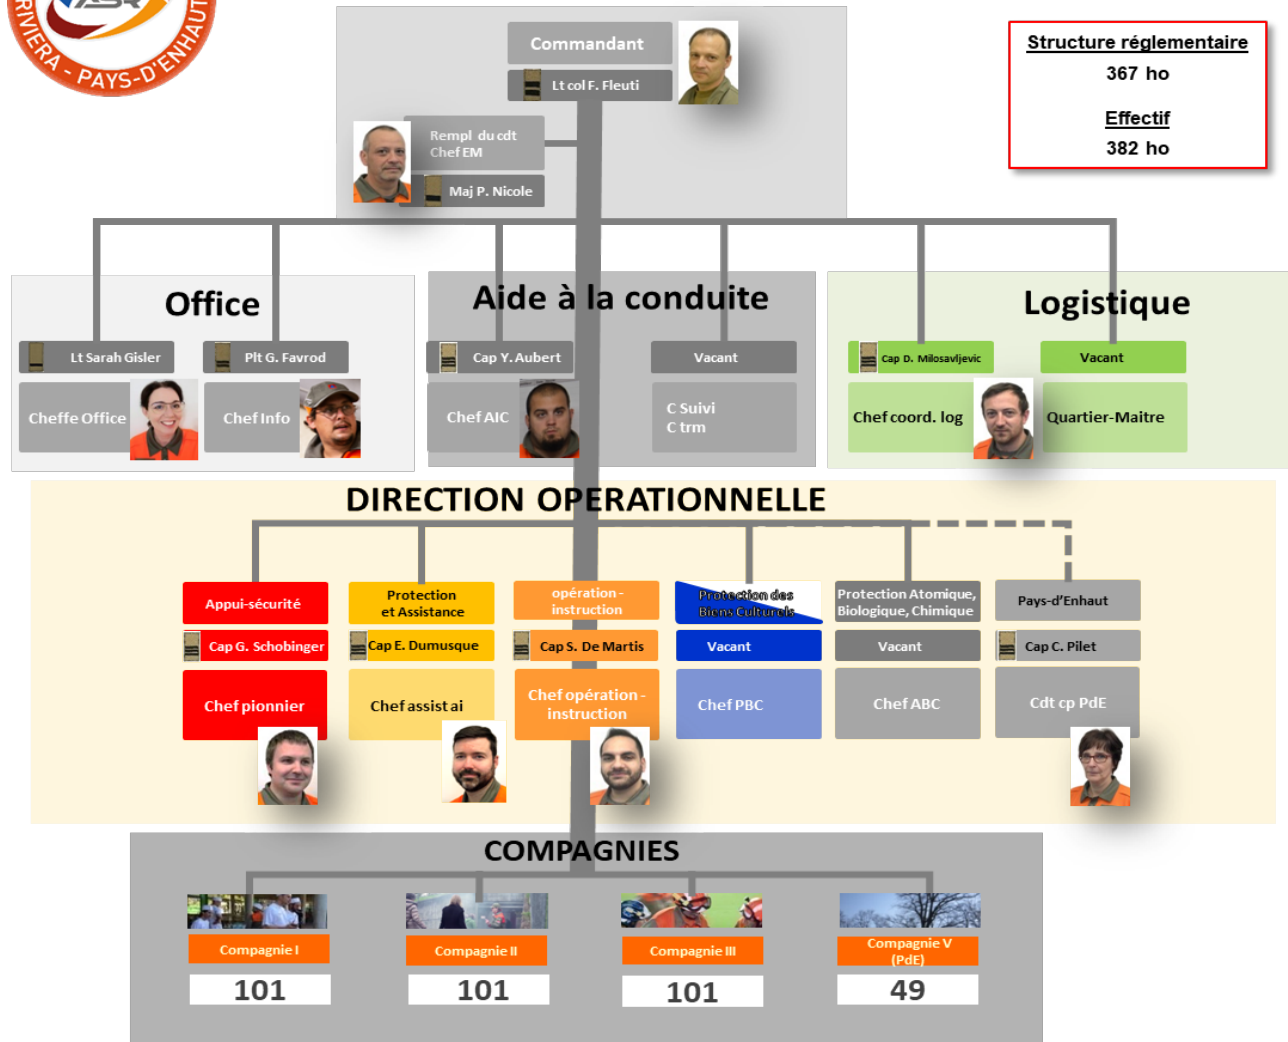 ASR
RIVIERA - PAYS-D'ENHAUT
Commandant
Lt col F. Fleuti
Rempl du cdt
Chef EM
Maj P. Nicole
Structure réglementaire
367 ho
Effectif
382 ho
Office
Lt Sarah Gisler
Plt G. Favrod
Cheffe Office
Chef Info
Aide à la conduite
Cap Y. Aubert
Vacant
Chef AIC
C Suivi
C trm
Logistique
Cap D. Milosavljevic
Vacant
Chef coord. log
Quartier-Maitre
DIRECTION OPERATIONNELLE
Appui-sécurité
Cap G. Schobinger
Chef pionnier
Protection
et Assistance
Cap E. Dumusque
Chef assist ai
opération -
instruction
Cap S. De Martis
Chef opération -
instruction
Protection des
Biens Culturels
Vacant
Chef PBC
Protection Atomique,
Biologique, Chimique
Vacant
Chef ABC
Pays-d'Enhaut
Cap C. Pilet
Cdt cp PdE
COMPAGNIES
Compagnie I
101
Compagnie II
101
Compagnie III
101
Compagnie V
(PdE)
49